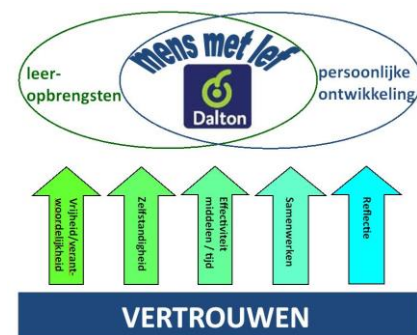 mens met lef
leer-
opbrengsten
persoonlijke
ontwikkeling
Dalton
Vrijheid/verant-
woordelijkheid
Zelfstandigheid
Effectiviteit
middelen / tijd
Samenwerken
Reflectie
VERTROUWEN